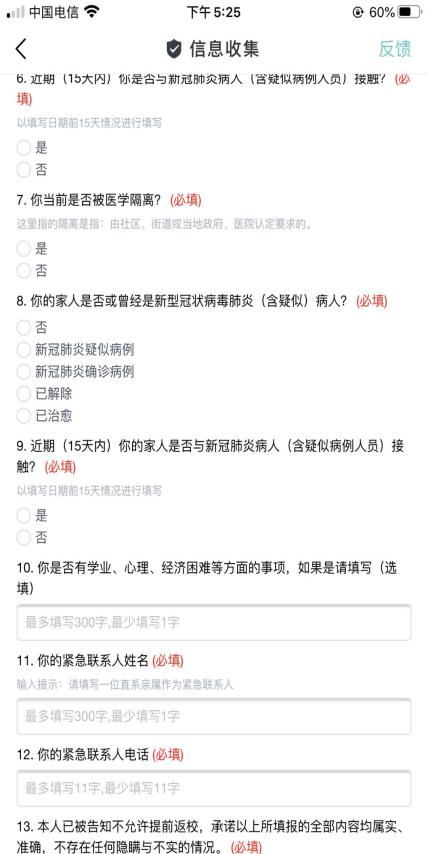 中国电信
下午 5:25
60%
信息收集
反馈
6. 近期（15天内）你是否与新冠肺炎病人（含疑似病例人员）接触？（必
填)
以填写日期前15天情况进行填写
是
否
7. 你当前是否被医学隔离？ (必填)
这里指的隔离是指：由社区、街道或当地政府、医院认定要求的。
是
否
8. 你的家人是否或曾经是新型冠状病毒肺炎（含疑似）病人？ (必填)
否
新冠肺炎疑似病例
新冠肺炎确诊病例
已解除
已治愈
9. 近期（15天内）你的家人是否与新冠肺炎病人（含疑似病例人员）接
触？ (必填)
以填写日期前15天情况进行填写
是
否
10. 你是否有学业、心理、经济困难等方面的事项，如果是请填写（选
填）
最多填写300字,最少填写1字
11. 你的紧急联系人姓名 (必填)
输入提示：请填写一位直系亲属作为紧急联系人
最多填写300字,最少填写1字
12. 你的紧急联系人电话 (必填)
最多填写11字,最少填写11字
13. 本人已被告知不允许提前返校，承诺以上所填报的全部内容均属实、
准确，不存在任何隐瞒与不实的情况。 (必填)